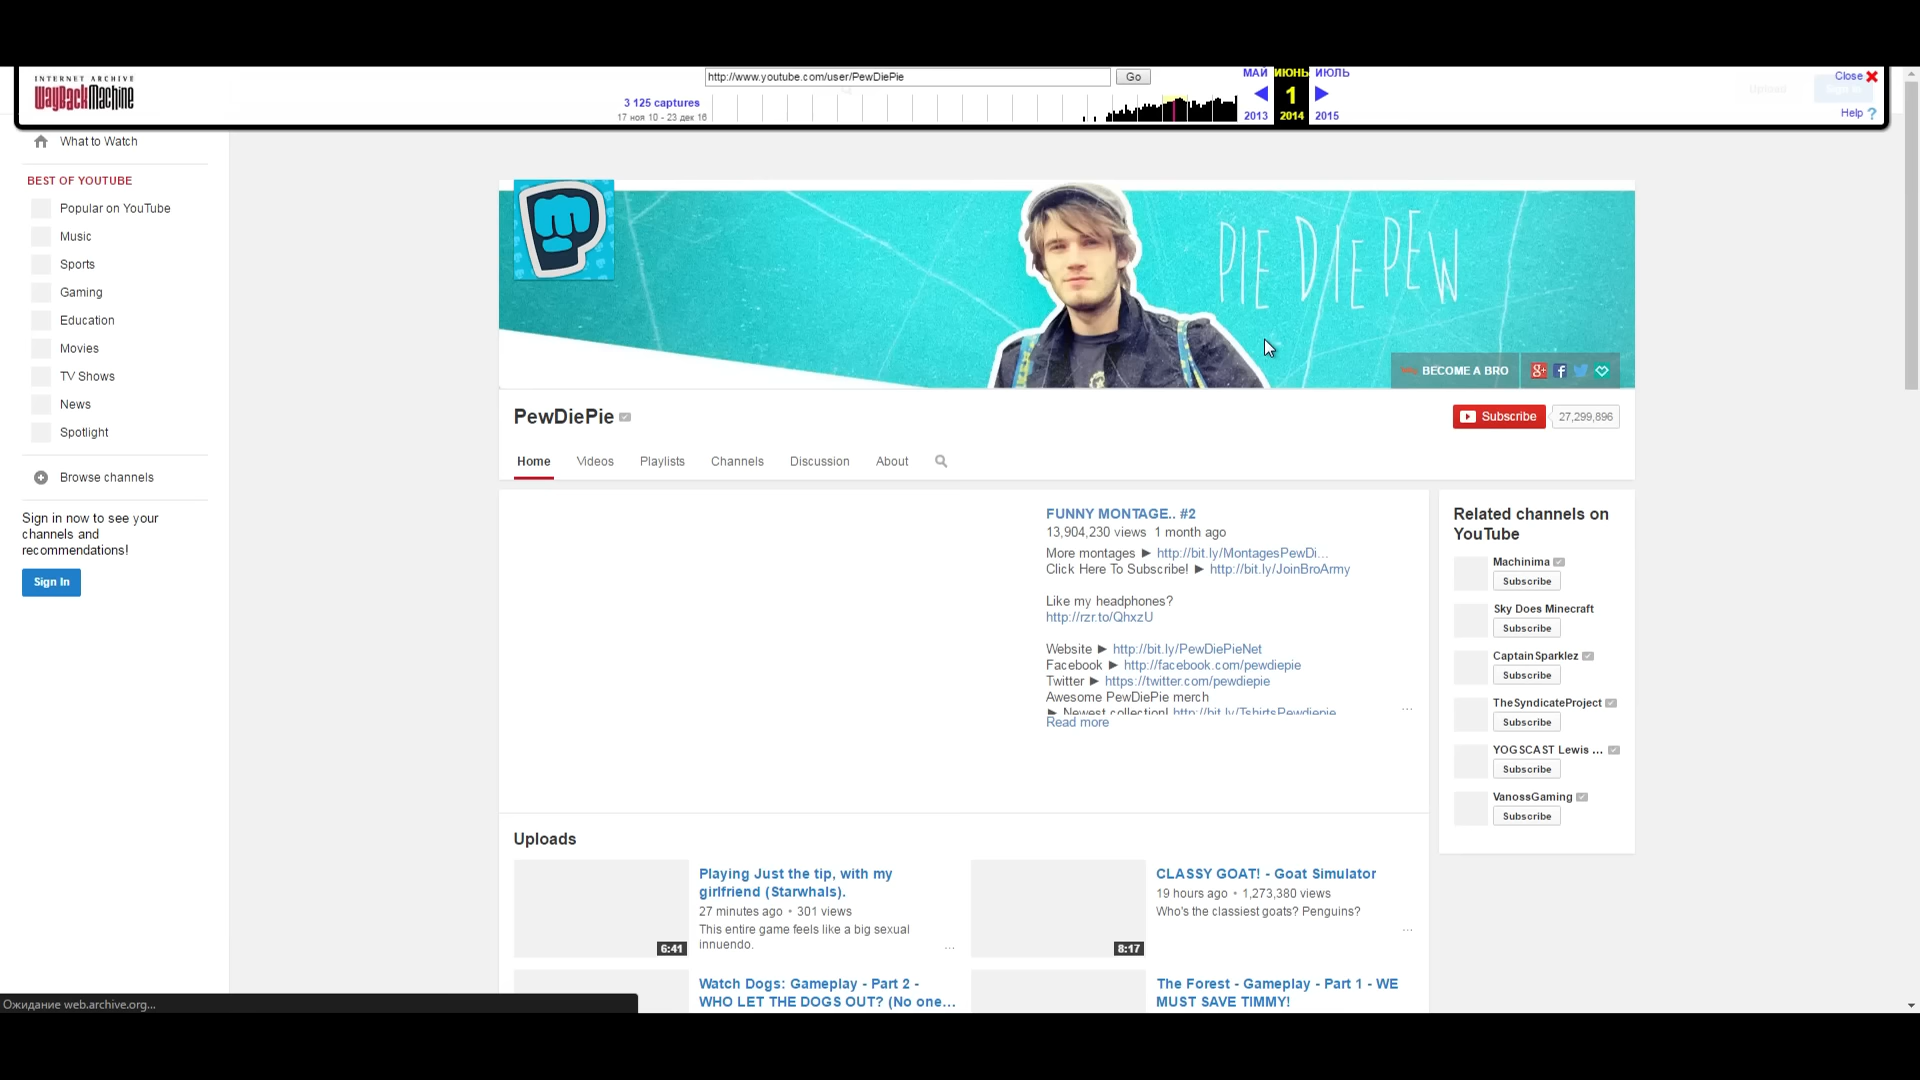 INTERNET ARCHIVE
WayBackMachine
http://www.youtube.com/user/PewDiePie
Go
3 125 captures
17 ноя 10 - 23 дек 16
МАЙ ИЮНЬ ИЮЛЬ
1
2013 2014 2015
Close
Help ?
Upload
Sign in
What to Watch
BEST OF YOUTUBE
Popular on YouTube
Music
Sports
Gaming
Education
Movies
TV Shows
News
Spotlight
Browse channels
Sign in now to see your
channels and
recommendations!
Sign In
PIE DIE PEW
BECOME A BRO
PewDiePie
Subscribe 27,299,896
Home Videos Playlists Channels Discussion About
FUNNY MONTAGE.. #2
13,904,230 views 1 month ago
More montages ► http://bit.ly/MontagesPewDi...
Click Here To Subscribe! ► http://bit.ly/JoinBroArmy
Like my headphones?
http://rzr.to/QhxzU
Website ► http://bit.ly/PewDiePieNet
Facebook ► http://facebook.com/pewdiepie
Twitter ► https://twitter.com/pewdiepie
Awesome PewDiePie merch
► Newest collection! http://bit.ly/TshirtsPewdiepie
...
Read more
Related channels on
YouTube
Machinima
Subscribe
Sky Does Minecraft
Subscribe
CaptainSparklez
Subscribe
TheSyndicateProject
Subscribe
YOGSCAST Lewis ...
Subscribe
VanossGaming
Subscribe
Uploads
Playing Just the tip, with my
girlfriend (Starwhals).
27 minutes ago • 301 views
This entire game feels like a big sexual
innuendo.
...
6:41
CLASSY GOAT! - Goat Simulator
19 hours ago • 1,273,380 views
Who's the classiest goats? Penguins?
...
8:17
Watch Dogs: Gameplay - Part 2 -
WHO LET THE DOGS OUT? (No one...
The Forest - Gameplay - Part 1 - WE
MUST SAVE TIMMY!
Ожидание web.archive.org...